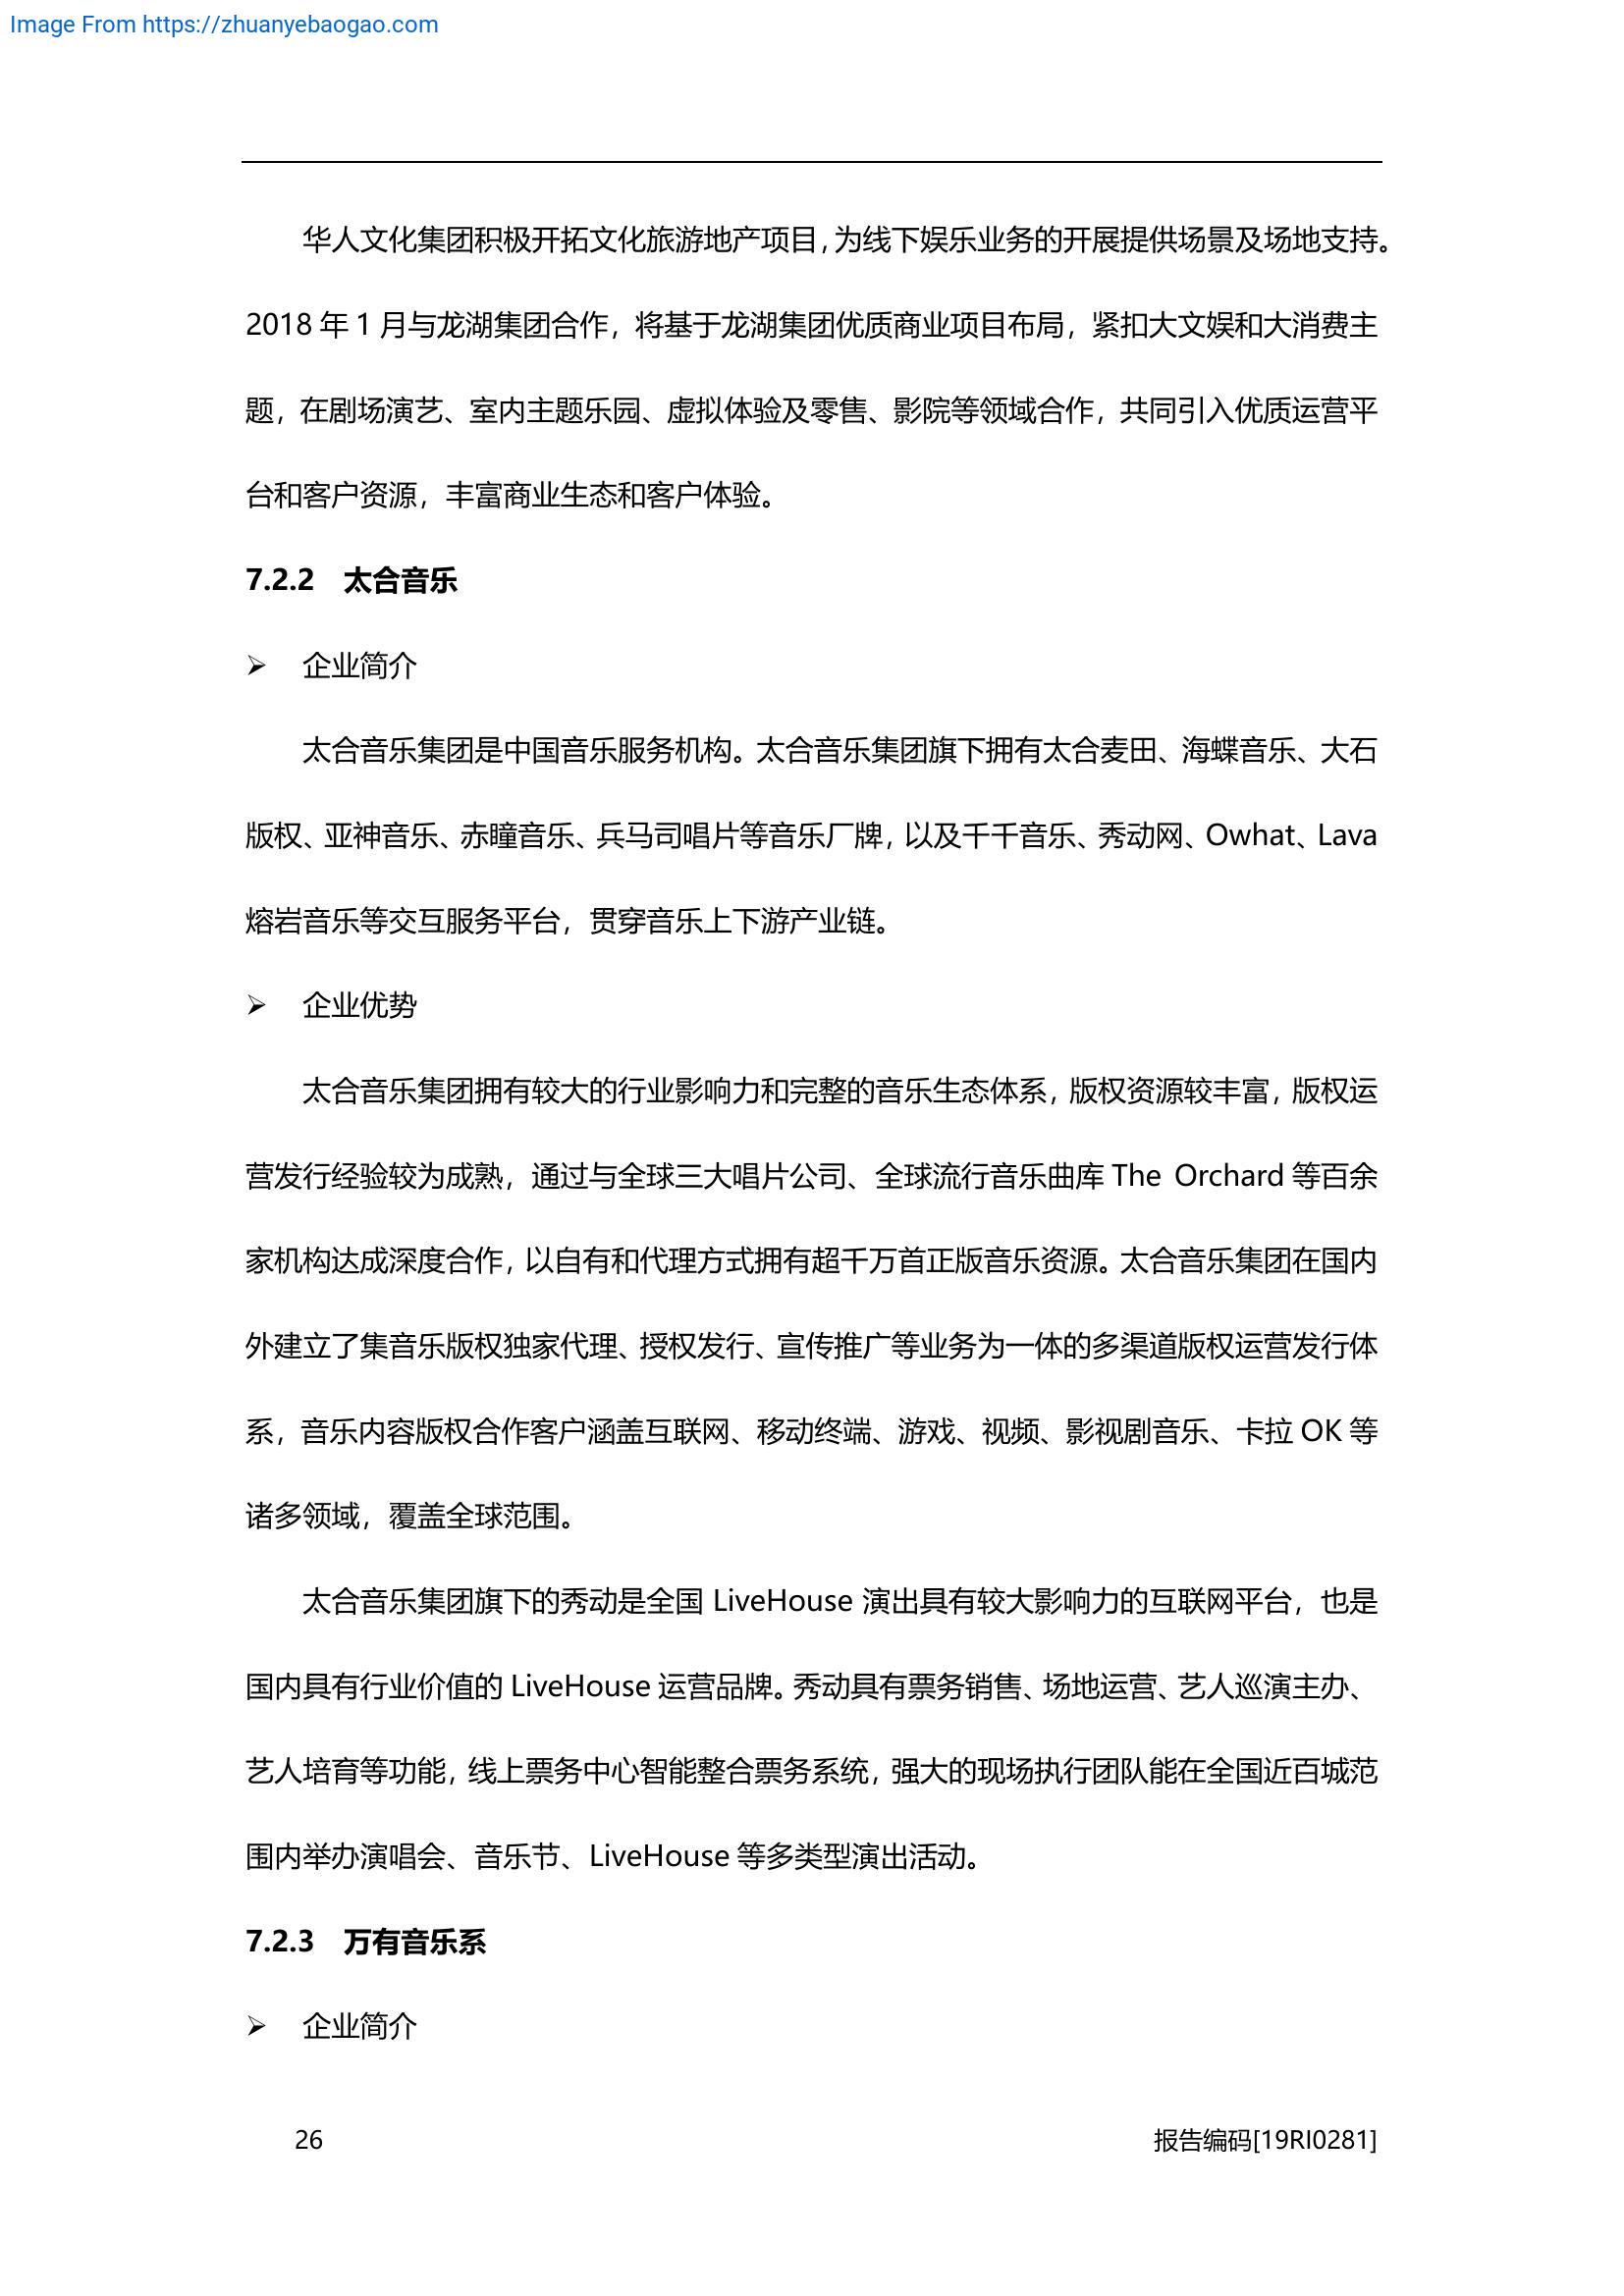 Image From https://zhuanyebaogao.com
华人文化集团积极开拓文化旅游地产项目，为线下娱乐业务的开展提供场景及场地支持。
2018 年 1 月与龙湖集团合作，将基于龙湖集团优质商业项目布局，紧扣大文娱和大消费主
题，在剧场演艺、室内主题乐园、虚拟体验及零售、影院等领域合作，共同引入优质运营平
台和客户资源，丰富商业生态和客户体验。
7.2.2 太合音乐
➢ 企业简介
太合音乐集团是中国音乐服务机构。太合音乐集团旗下拥有太合麦田、海蝶音乐、大石
版权、亚神音乐、赤瞳音乐、兵马司唱片等音乐厂牌，以及千千音乐、秀动网、Owhat、Lava
熔岩音乐等交互服务平台，贯穿音乐上下游产业链。
➢ 企业优势
太合音乐集团拥有较大的行业影响力和完整的音乐生态体系，版权资源较丰富，版权运
营发行经验较为成熟，通过与全球三大唱片公司、全球流行音乐曲库 The Orchard 等百余
家机构达成深度合作，以自有和代理方式拥有超千万首正版音乐资源。太合音乐集团在国内
外建立了集音乐版权独家代理、授权发行、宣传推广等业务为一体的多渠道版权运营发行体
系，音乐内容版权合作客户涵盖互联网、移动终端、游戏、视频、影视剧音乐、卡拉 OK 等
诸多领域，覆盖全球范围。
太合音乐集团旗下的秀动是全国 LiveHouse 演出具有较大影响力的互联网平台，也是
国内具有行业价值的 LiveHouse 运营品牌。秀动具有票务销售、场地运营、艺人巡演主办、
艺人培育等功能，线上票务中心智能整合票务系统，强大的现场执行团队能在全国近百城范
围内举办演唱会、音乐节、LiveHouse 等多类型演出活动。
7.2.3 万有音乐系
➢ 企业简介
26 报告编码[19RI0281]